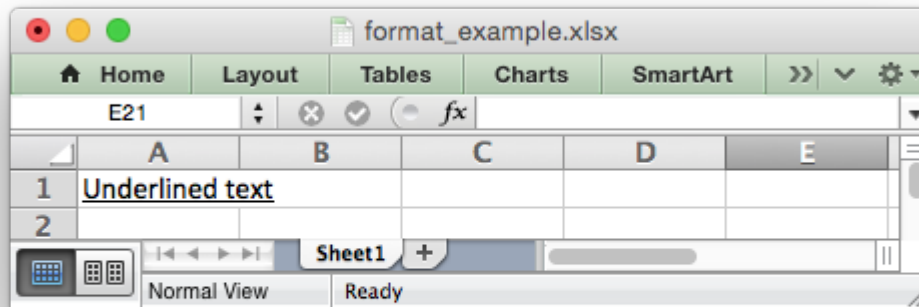 format_example.xlsx
Home Layout Tables Charts SmartArt
E21 fx
A B C D E
1 Underlined text
2
Sheet1 +
Normal View Ready